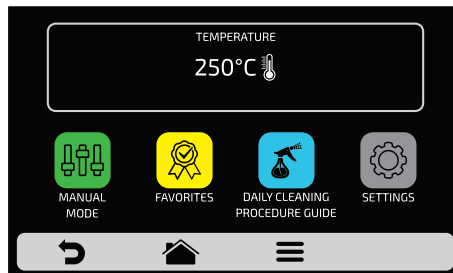 TEMPERATURE
250°C
MANUAL
MODE
FAVORITES
DAILY CLEANING
PROCEDURE GUIDE
SETTINGS